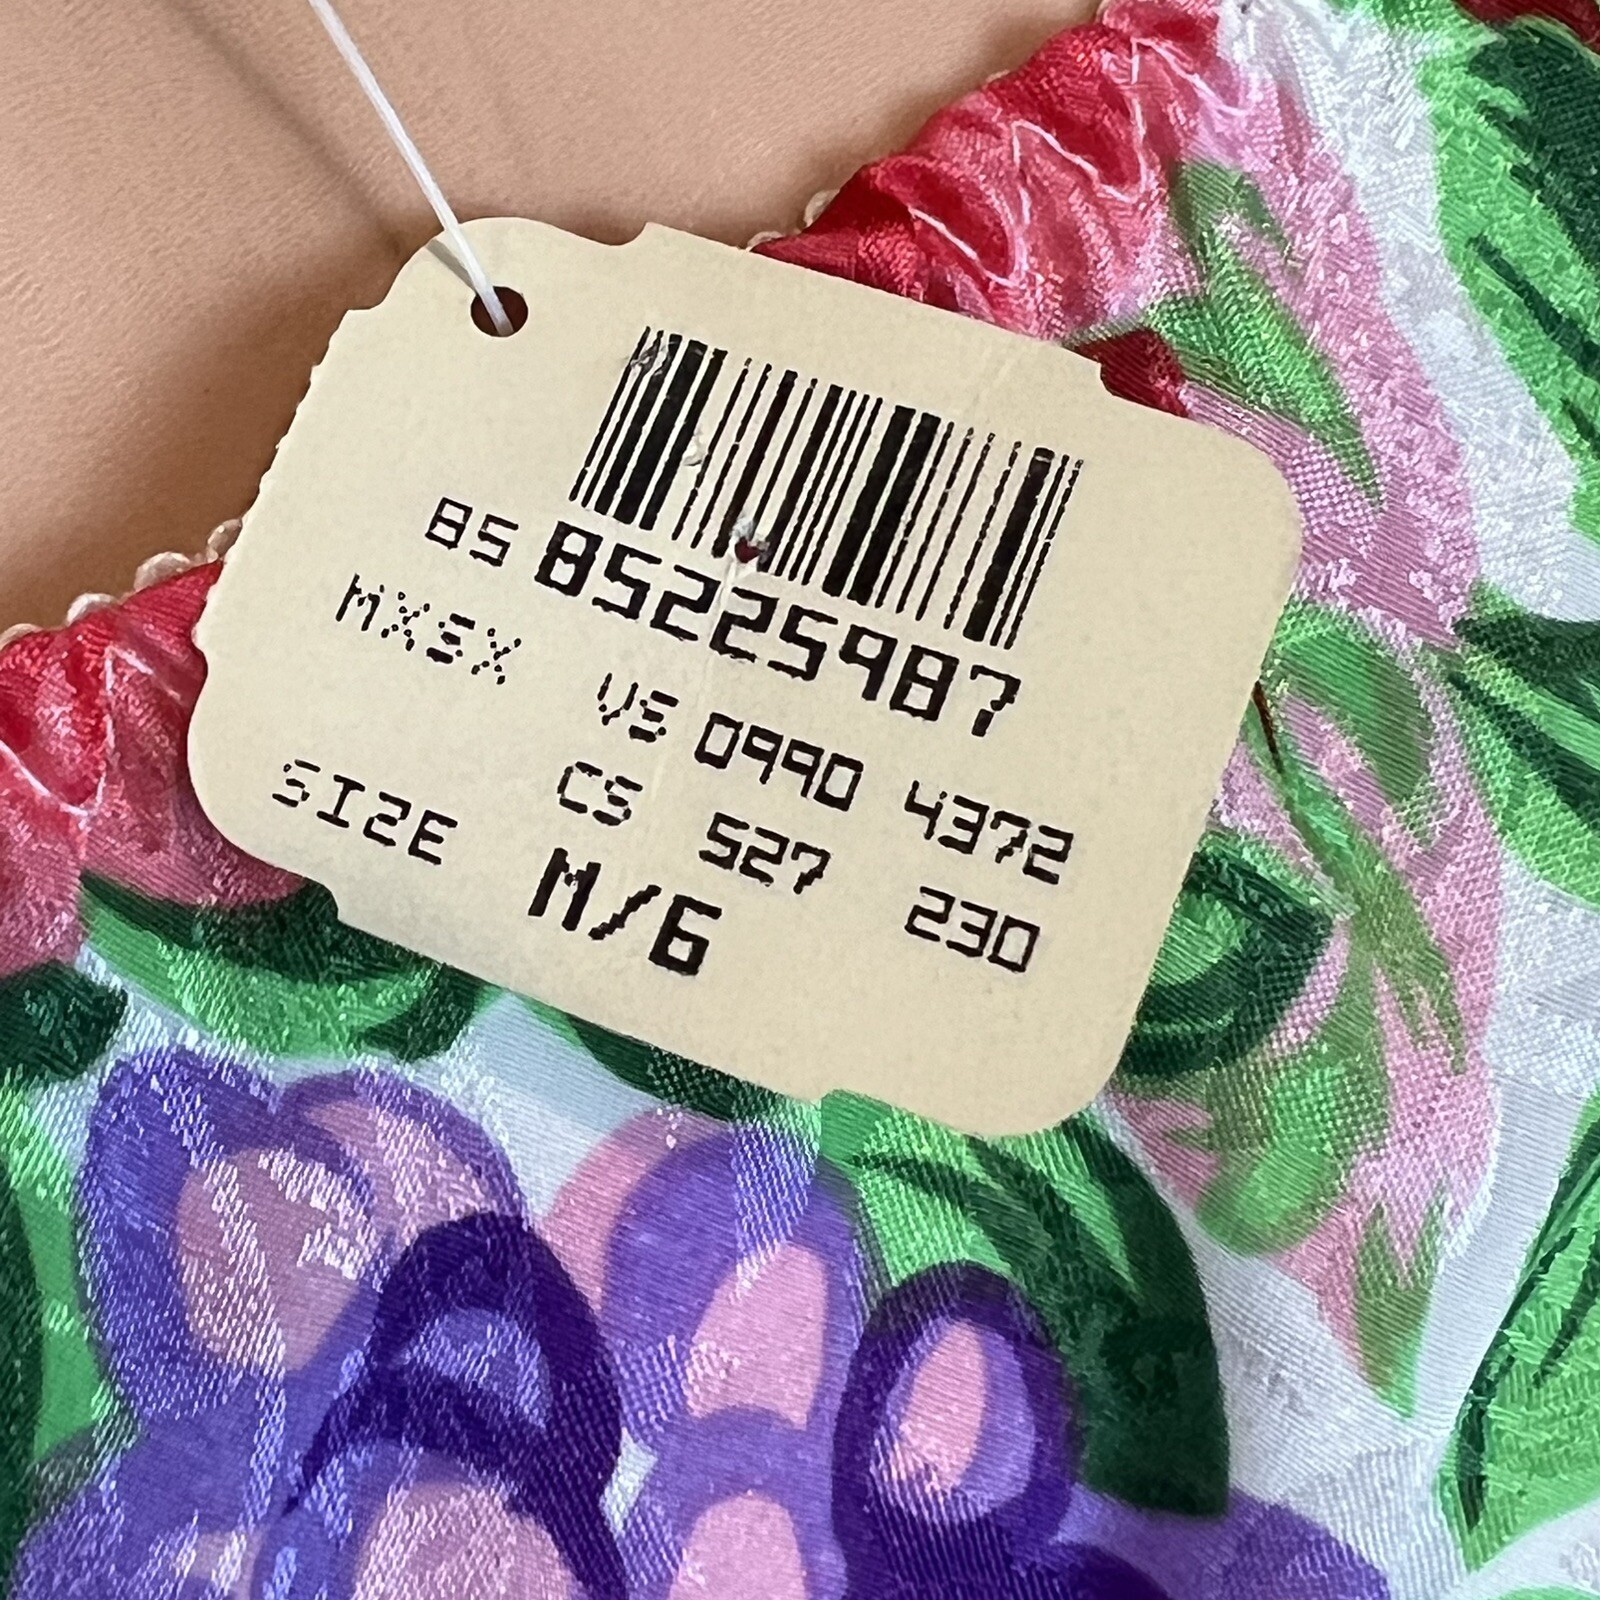 85 85225987
MXSX VS 0990 4372
CS 527 230
SIZE M/6